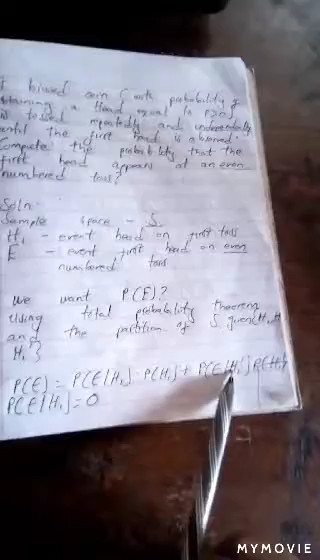 A biased coin (with probability of
obtaining a Head equal to P>0)
is tossed repeatedly and independently
until the first head is observed.
Compute the probability that the
first head appears at an even
numbered toss?
Soln:
Sample space - S.
H₁ - event head on first toss
E - event first head on even
numbered toss
We want P(E)?
Using total probability theorem
and the partition of S given
H₁ }
P(E) = P(E/H₁) · P(H₁) +
P(E/H₁) = 0
MYMOVIE